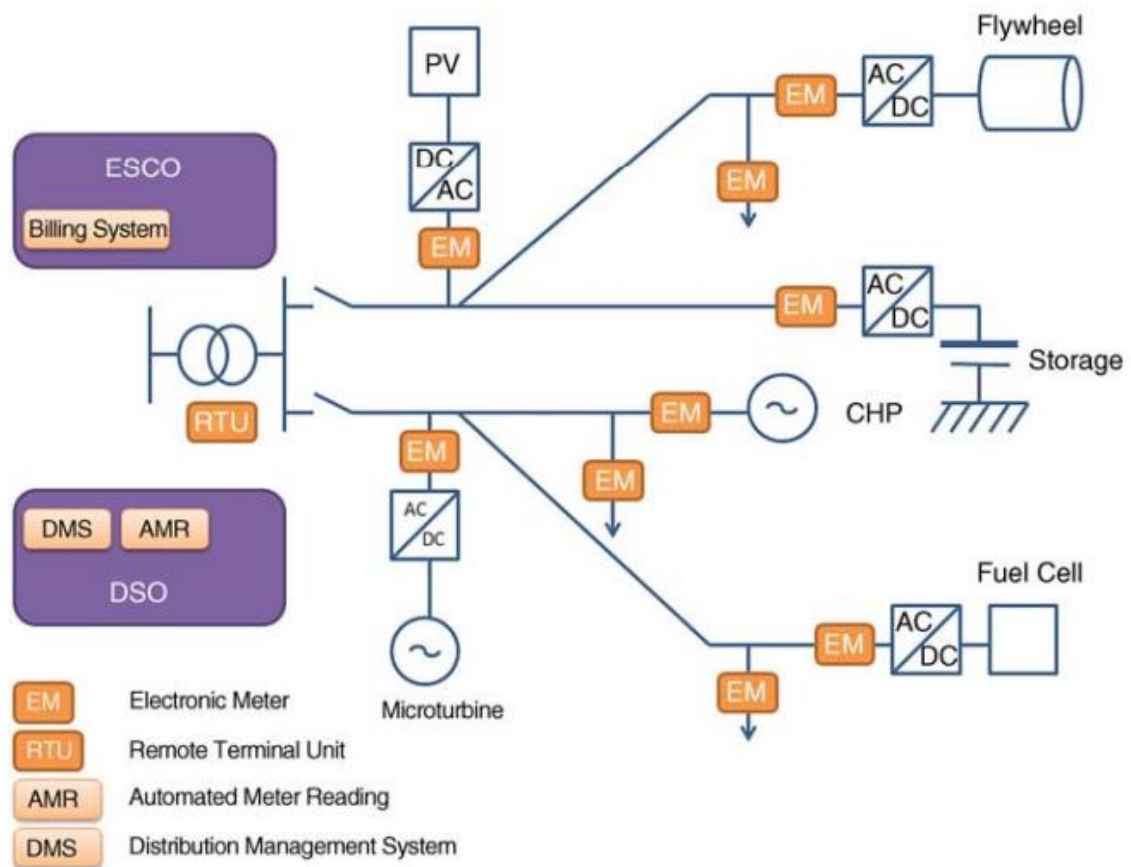 Flywheel
PV
AC
DC
EM
DC
AC
EM
EM
ESCO
Billing System
AC
DC
EM
Storage
RTU
EM
CHP
EM
EM
AC
DC
DMS
AMR
DSO
Fuel Cell
AC
DC
EM
EM
Microturbine
EM
Electronic Meter
RTU
Remote Terminal Unit
AMR
Automated Meter Reading
DMS
Distribution Management System